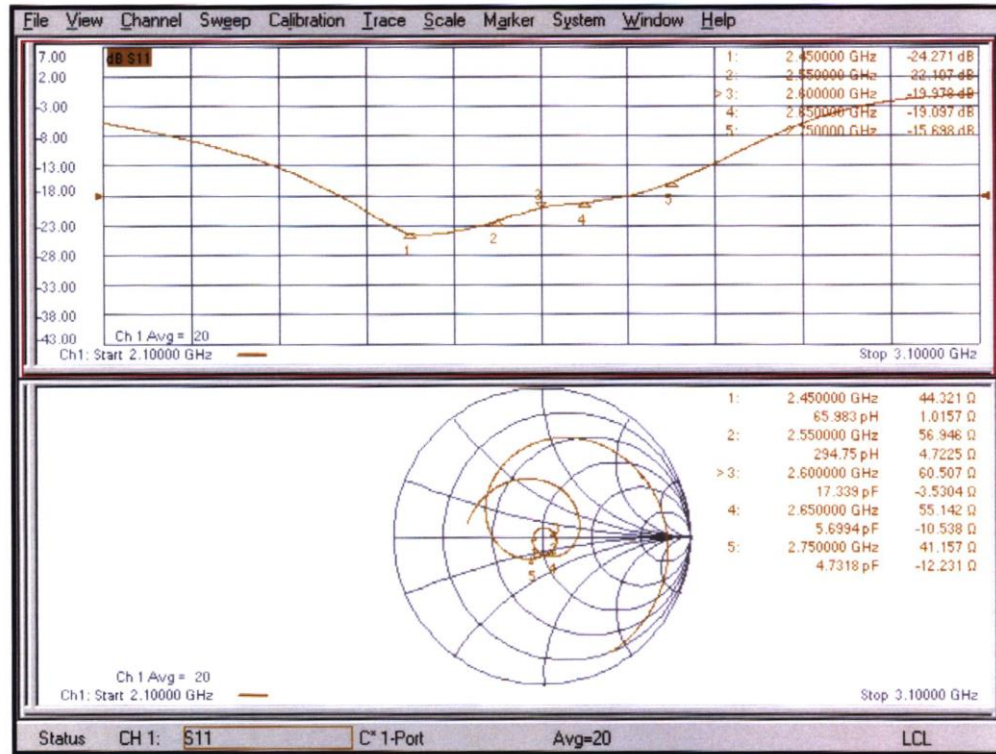 File View Channel Sweep Calibration Trace Scale Marker System Window Help
7.00
2.00
-3.00
-8.00
-13.00
-18.00
-23.00
-28.00
-33.00
-38.00
-43.00
dB S11
1: 2.450000 GHz -24.271 dB
2: 2.550000 GHz -22.107 dB
> 3: 2.600000 GHz -19.978 dB
4: 2.650000 GHz -19.097 dB
5: 2.750000 GHz -15.698 dB
1
2
3
4
5
Ch 1 Avg = 20
Ch1: Start 2.10000 GHz
Stop 3.10000 GHz
1: 2.450000 GHz 44.321 Ω
65.983 pH 1.0157 Ω
2: 2.550000 GHz 56.946 Ω
294.75 pH 4.7225 Ω
> 3: 2.600000 GHz 60.507 Ω
17.339 pF -3.5304 Ω
4: 2.650000 GHz 55.142 Ω
5.6994 pF -10.538 Ω
5: 2.750000 GHz 41.157 Ω
4.7318 pF -12.231 Ω
5
4
Ch 1 Avg = 20
Ch1: Start 2.10000 GHz
Stop 3.10000 GHz
Status CH 1: S11 C* 1-Port Avg=20 LCL